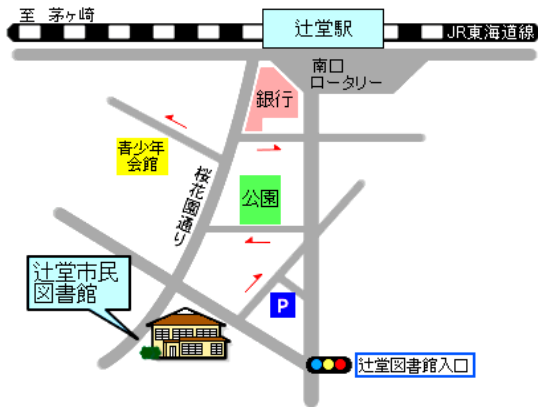 至 茅ヶ崎
辻堂駅
JR東海道線
南口
ロータリー
銀行
青少年
会館
桜花園通り
公園
辻堂市民
図書館
P
辻堂図書館入口